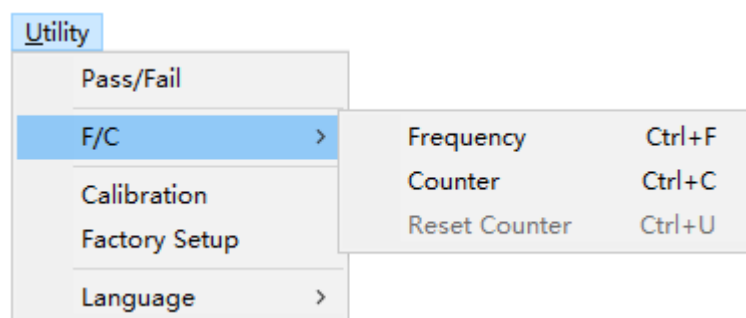 Utility
Pass/Fail
F/C >
Frequency Ctrl+F
Counter Ctrl+C
Reset Counter Ctrl+U
Calibration
Factory Setup
Language >